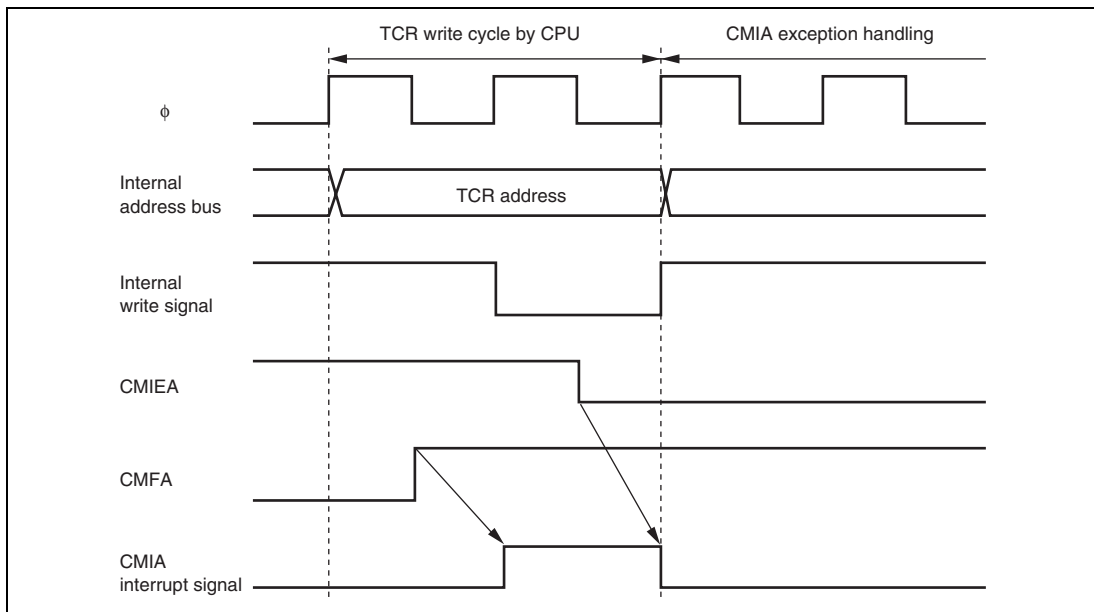 TCR write cycle by CPU
CMIA exception handling
ϕ
Internal
address bus
TCR address
Internal
write signal
CMIEA
CMFA
CMIA
interrupt signal